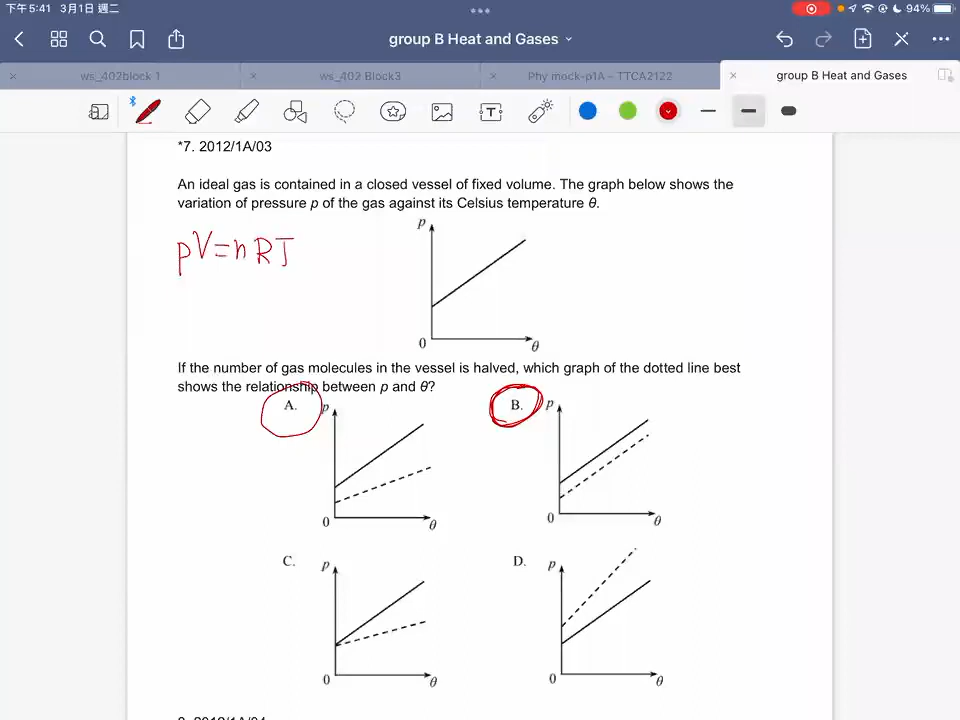 下午5:41 3月1日 週二
94%
group B Heat and Gases
ws_402block 1
ws_402 Block3
Phy mock-p1A – TTCA2122
group B Heat and Gases
*7. 2012/1A/03
An ideal gas is contained in a closed vessel of fixed volume. The graph below shows the
variation of pressure p of the gas against its Celsius temperature θ.
pV=nRT
p
0
θ
If the number of gas molecules in the vessel is halved, which graph of the dotted line best
shows the relationship between p and θ?
A.
p
0
θ
B.
p
0
θ
C.
p
0
θ
D.
p
0
θ